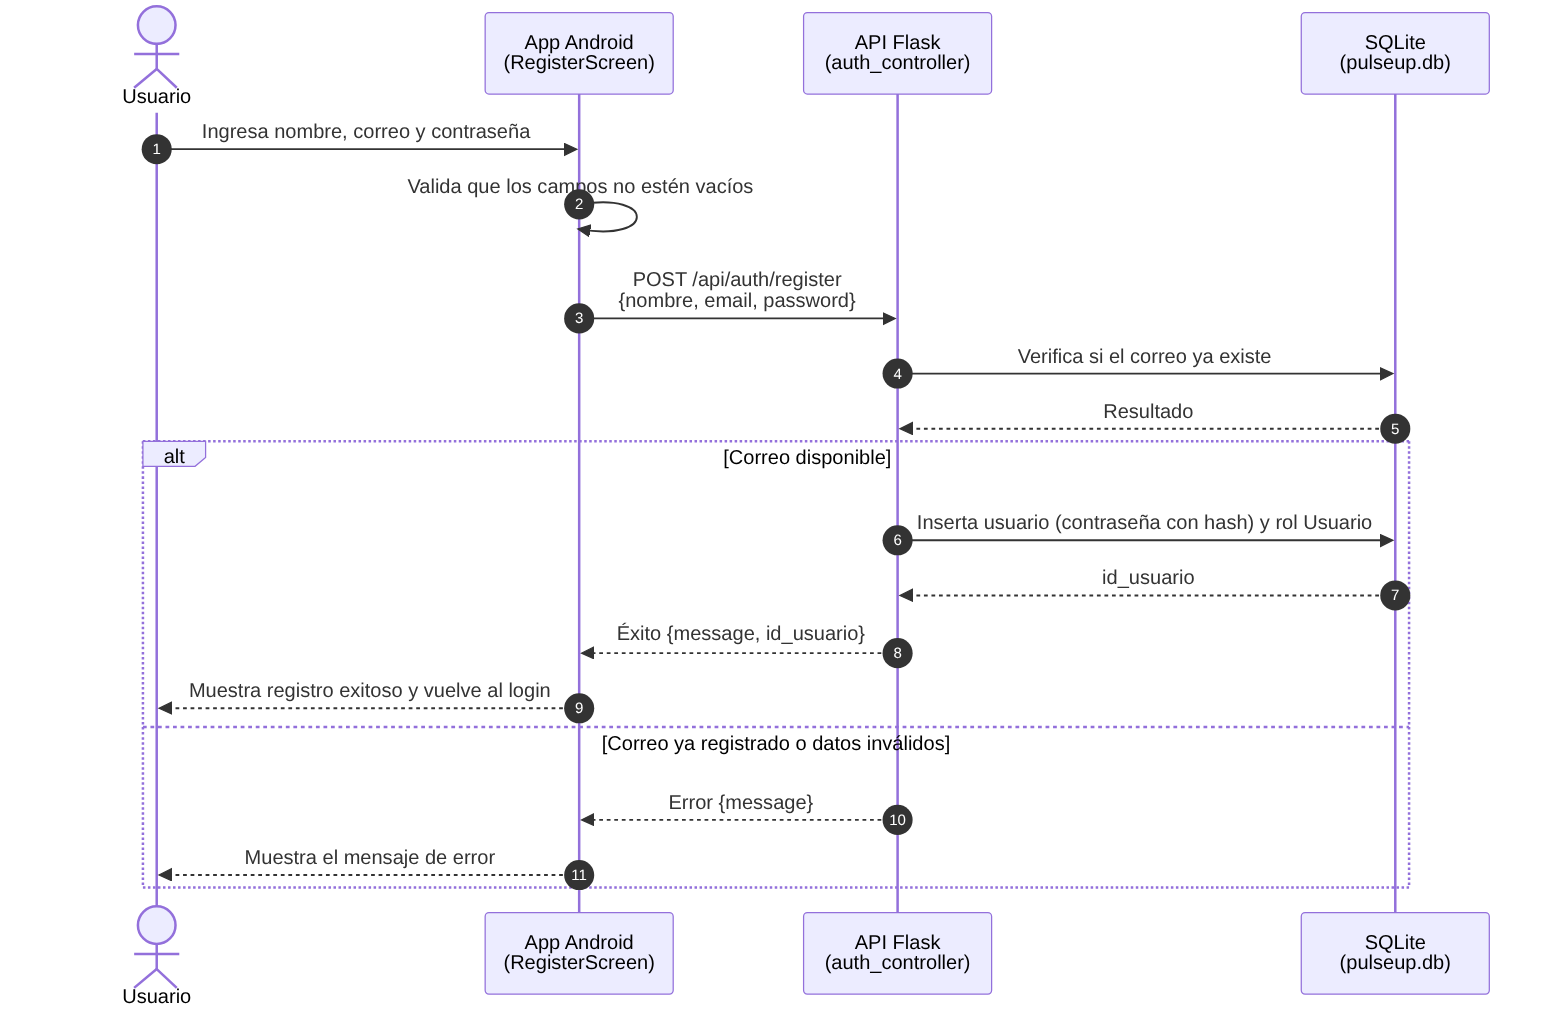 Usuario
App Android
(RegisterScreen)
API Flask
(auth_controller)
SQLite
(pulseup.db)
Ingresa nombre, correo y contraseña
1
Valida que los campos no estén vacíos
2
POST /api/auth/register
{nombre, email, password}
3
Verifica si el correo ya existe
4
Resultado
5
alt
[Correo disponible]
Inserta usuario (contraseña con hash) y rol Usuario
6
id_usuario
7
Éxito {message, id_usuario}
8
Muestra registro exitoso y vuelve al login
9
[Correo ya registrado o datos inválidos]
Error {message}
10
Muestra el mensaje de error
11
Usuario
App Android
(RegisterScreen)
API Flask
(auth_controller)
SQLite
(pulseup.db)